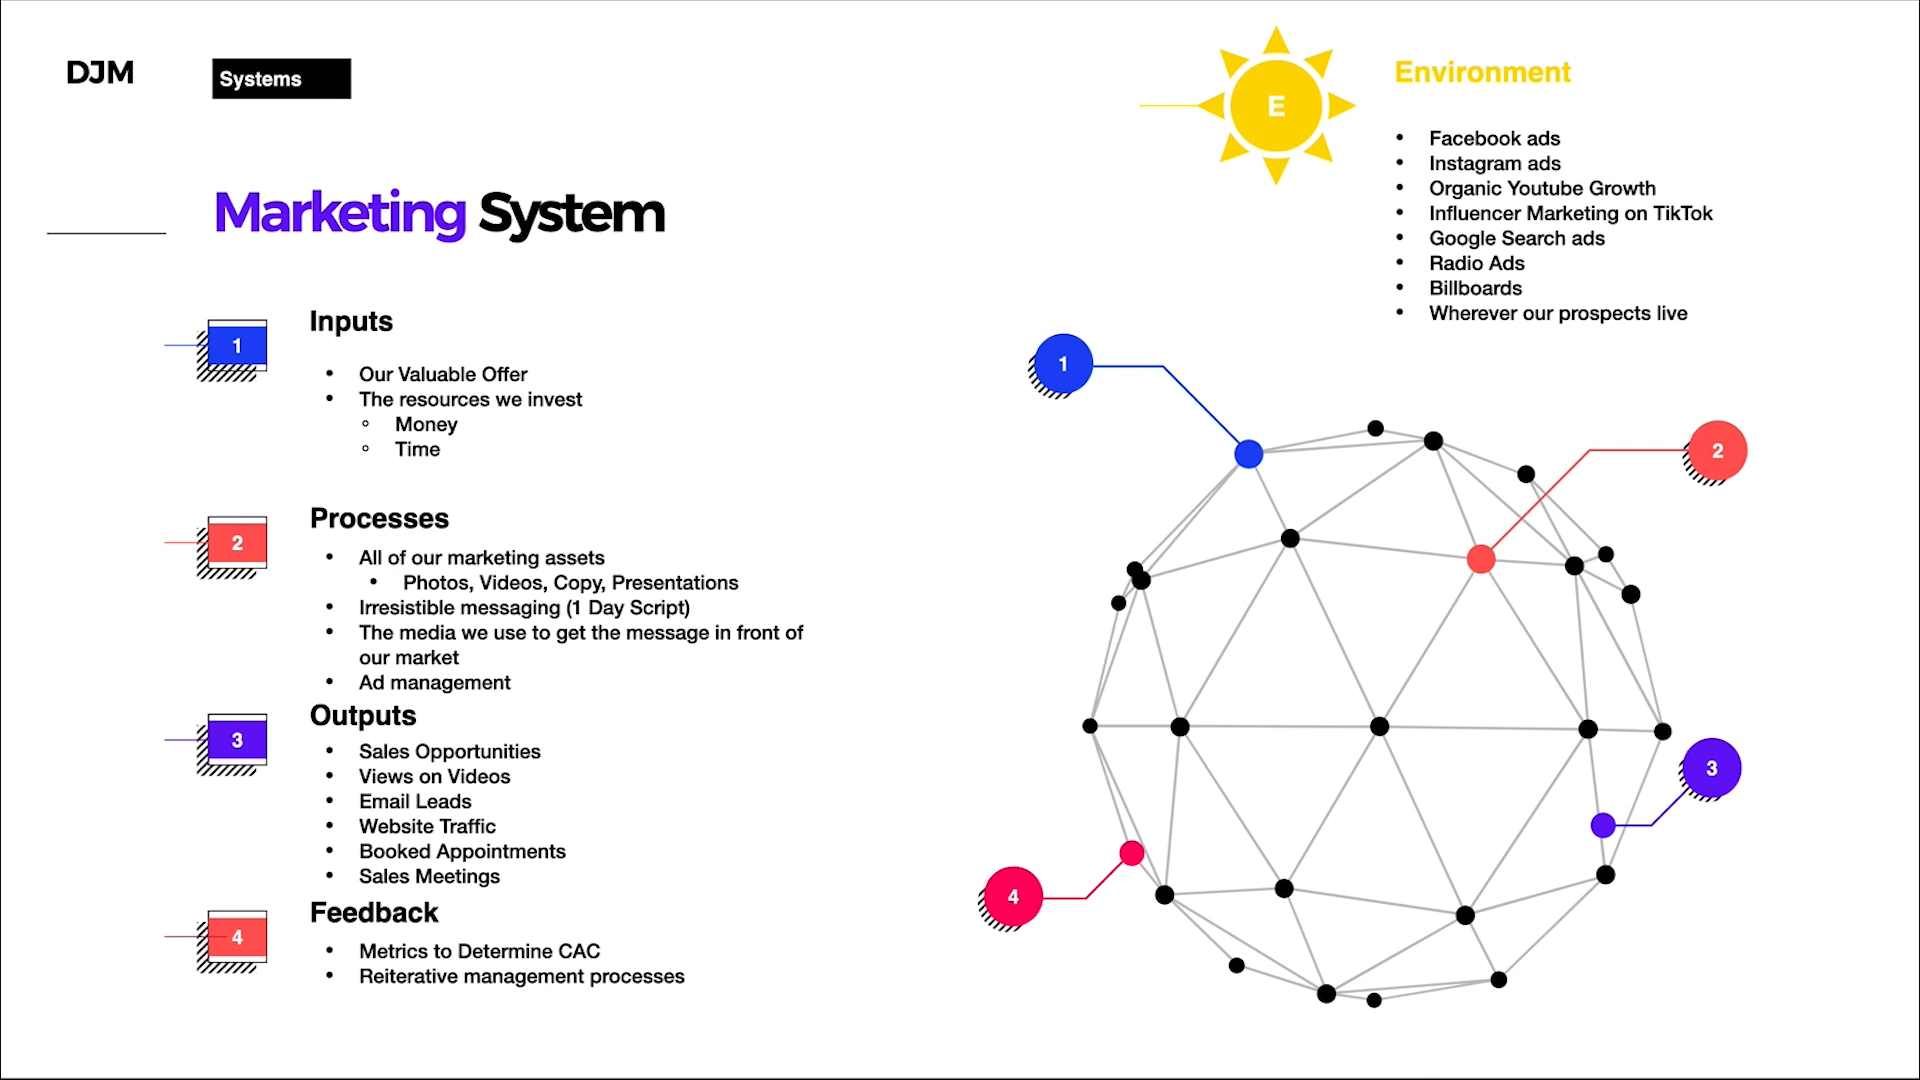 DJM
Systems
Marketing System
1
Inputs
• Our Valuable Offer
• The resources we invest
◦ Money
◦ Time
2
Processes
• All of our marketing assets
• Photos, Videos, Copy, Presentations
• Irresistible messaging (1 Day Script)
• The media we use to get the message in front of
our market
• Ad management
3
Outputs
• Sales Opportunities
• Views on Videos
• Email Leads
• Website Traffic
• Booked Appointments
• Sales Meetings
4
Feedback
• Metrics to Determine CAC
• Reiterative management processes
E
Environment
• Facebook ads
• Instagram ads
• Organic Youtube Growth
• Influencer Marketing on TikTok
• Google Search ads
• Radio Ads
• Billboards
• Wherever our prospects live
1
2
3
4